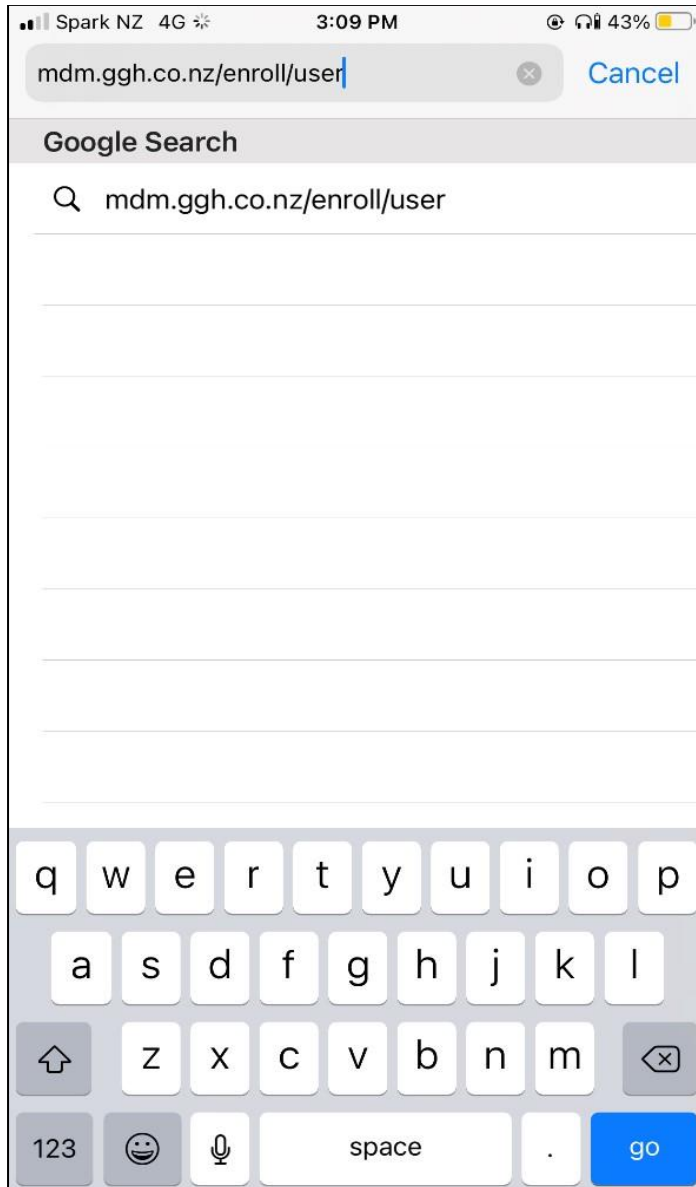 Spark NZ 4G 3:09 PM 43%
mdm.ggh.co.nz/enroll/user Cancel
Google Search
mdm.ggh.co.nz/enroll/user
q w e r t y u i o p
a s d f g h j k l
z x c v b n m
123 space . go